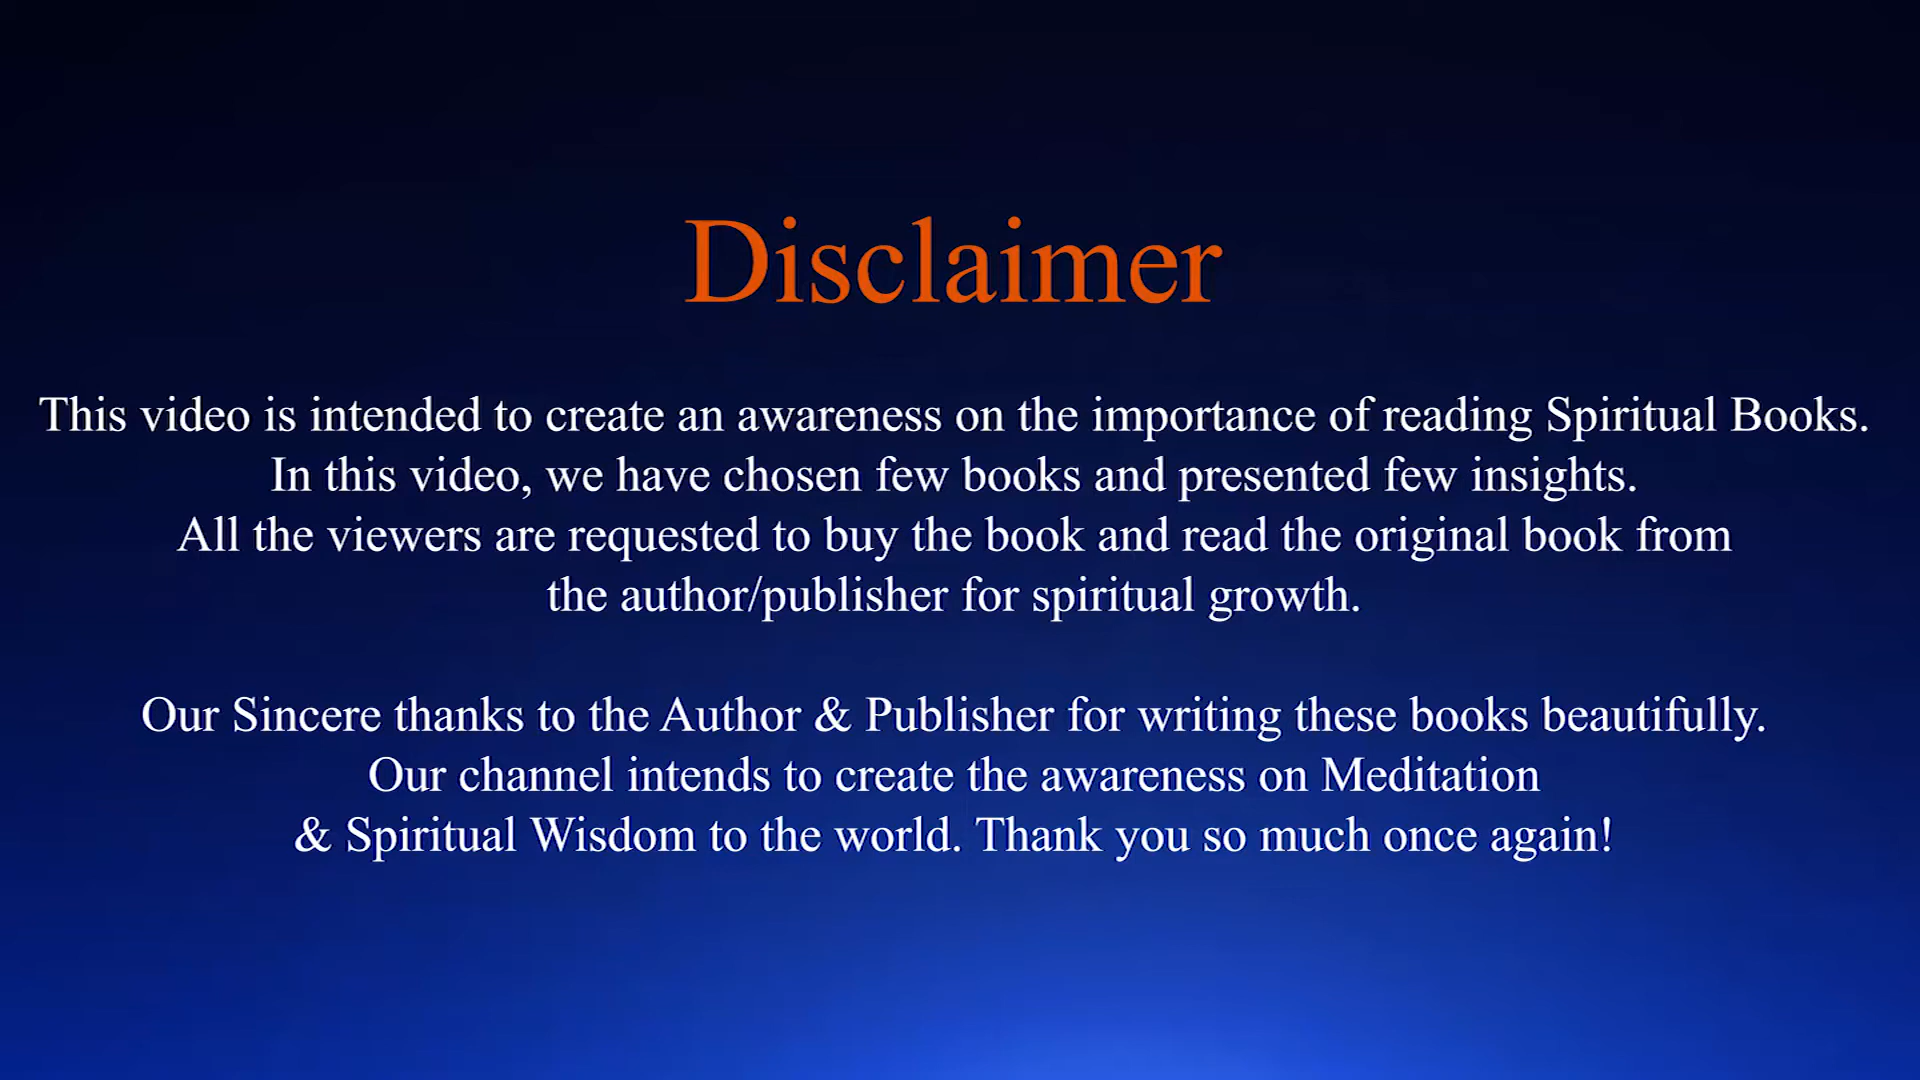 Disclaimer
This video is intended to create an awareness on the importance of reading Spiritual Books.
In this video, we have chosen few books and presented few insights.
All the viewers are requested to buy the book and read the original book from
the author/publisher for spiritual growth.
Our Sincere thanks to the Author & Publisher for writing these books beautifully.
Our channel intends to create the awareness on Meditation
& Spiritual Wisdom to the world. Thank you so much once again!